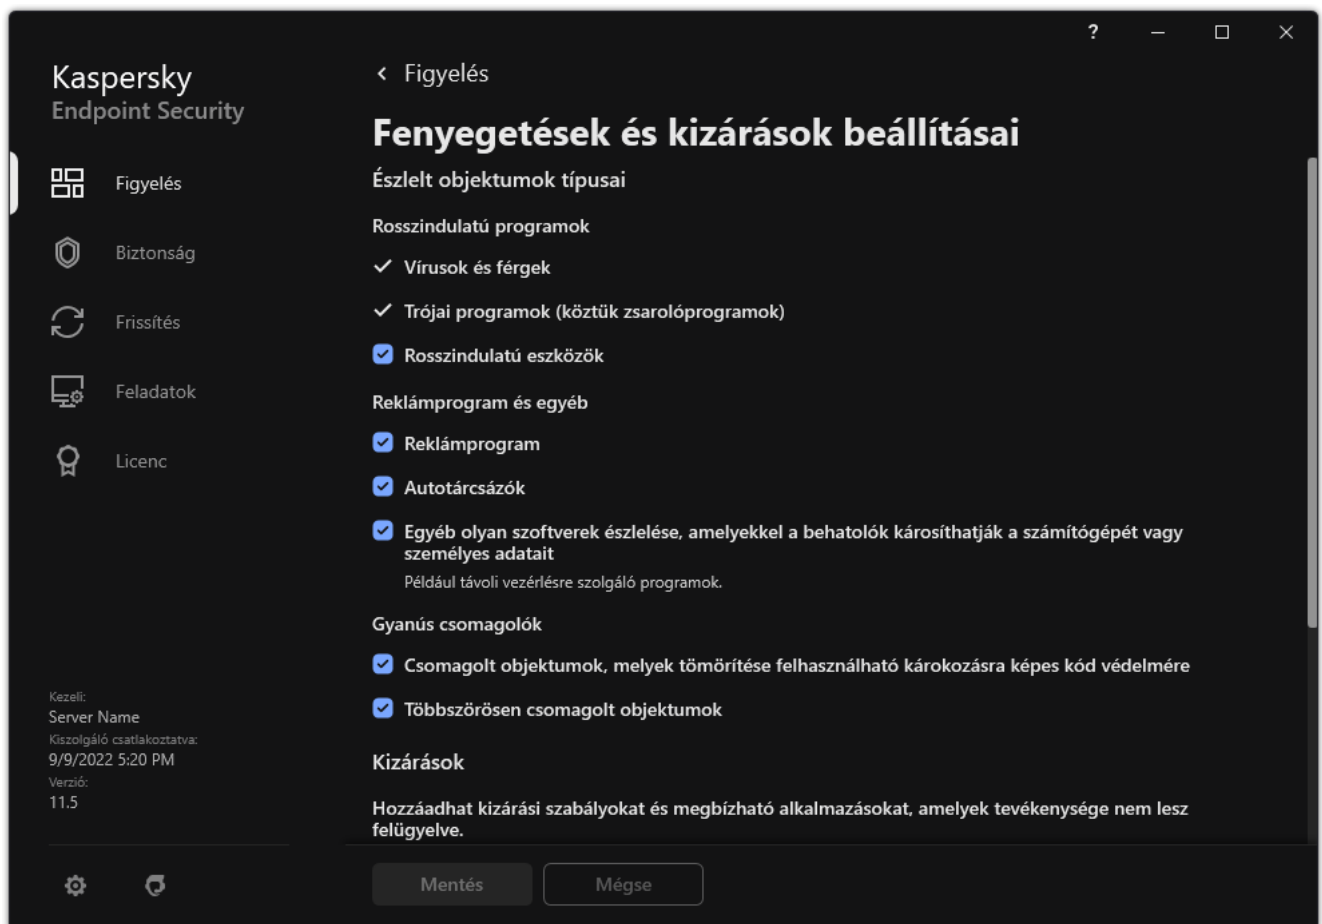 ?
Kaspersky
Endpoint Security
Figyelés
Biztonság
Frissítés
Feladatok
Licenc
Kezeli:
Server Name
Kiszolgáló csatlakoztatva:
9/9/2022 5:20 PM
Verzió:
11.5
Figyelés
Fenyegetések és kizárások beállításai
Észlelt objektumok típusai
Rosszindulatú programok
Vírusok és férgek
Trójai programok (köztük zsarolóprogramok)
Rosszindulatú eszközök
Reklámprogram és egyéb
Reklámprogram
Autotárcsázók
Egyéb olyan szoftverek észlelése, amelyekkel a behatolók károsíthatják a számítógépét vagy
személyes adatait
Például távoli vezérlésre szolgáló programok.
Gyanús csomagolók
Csomagolt objektumok, melyek tömörítése felhasználható károkozásra képes kód védelmére
Többszörösen csomagolt objektumok
Kizárások
Hozzáadhat kizárási szabályokat és megbízható alkalmazásokat, amelyek tevékenysége nem lesz
felügyelve.
Mentés
Mégse